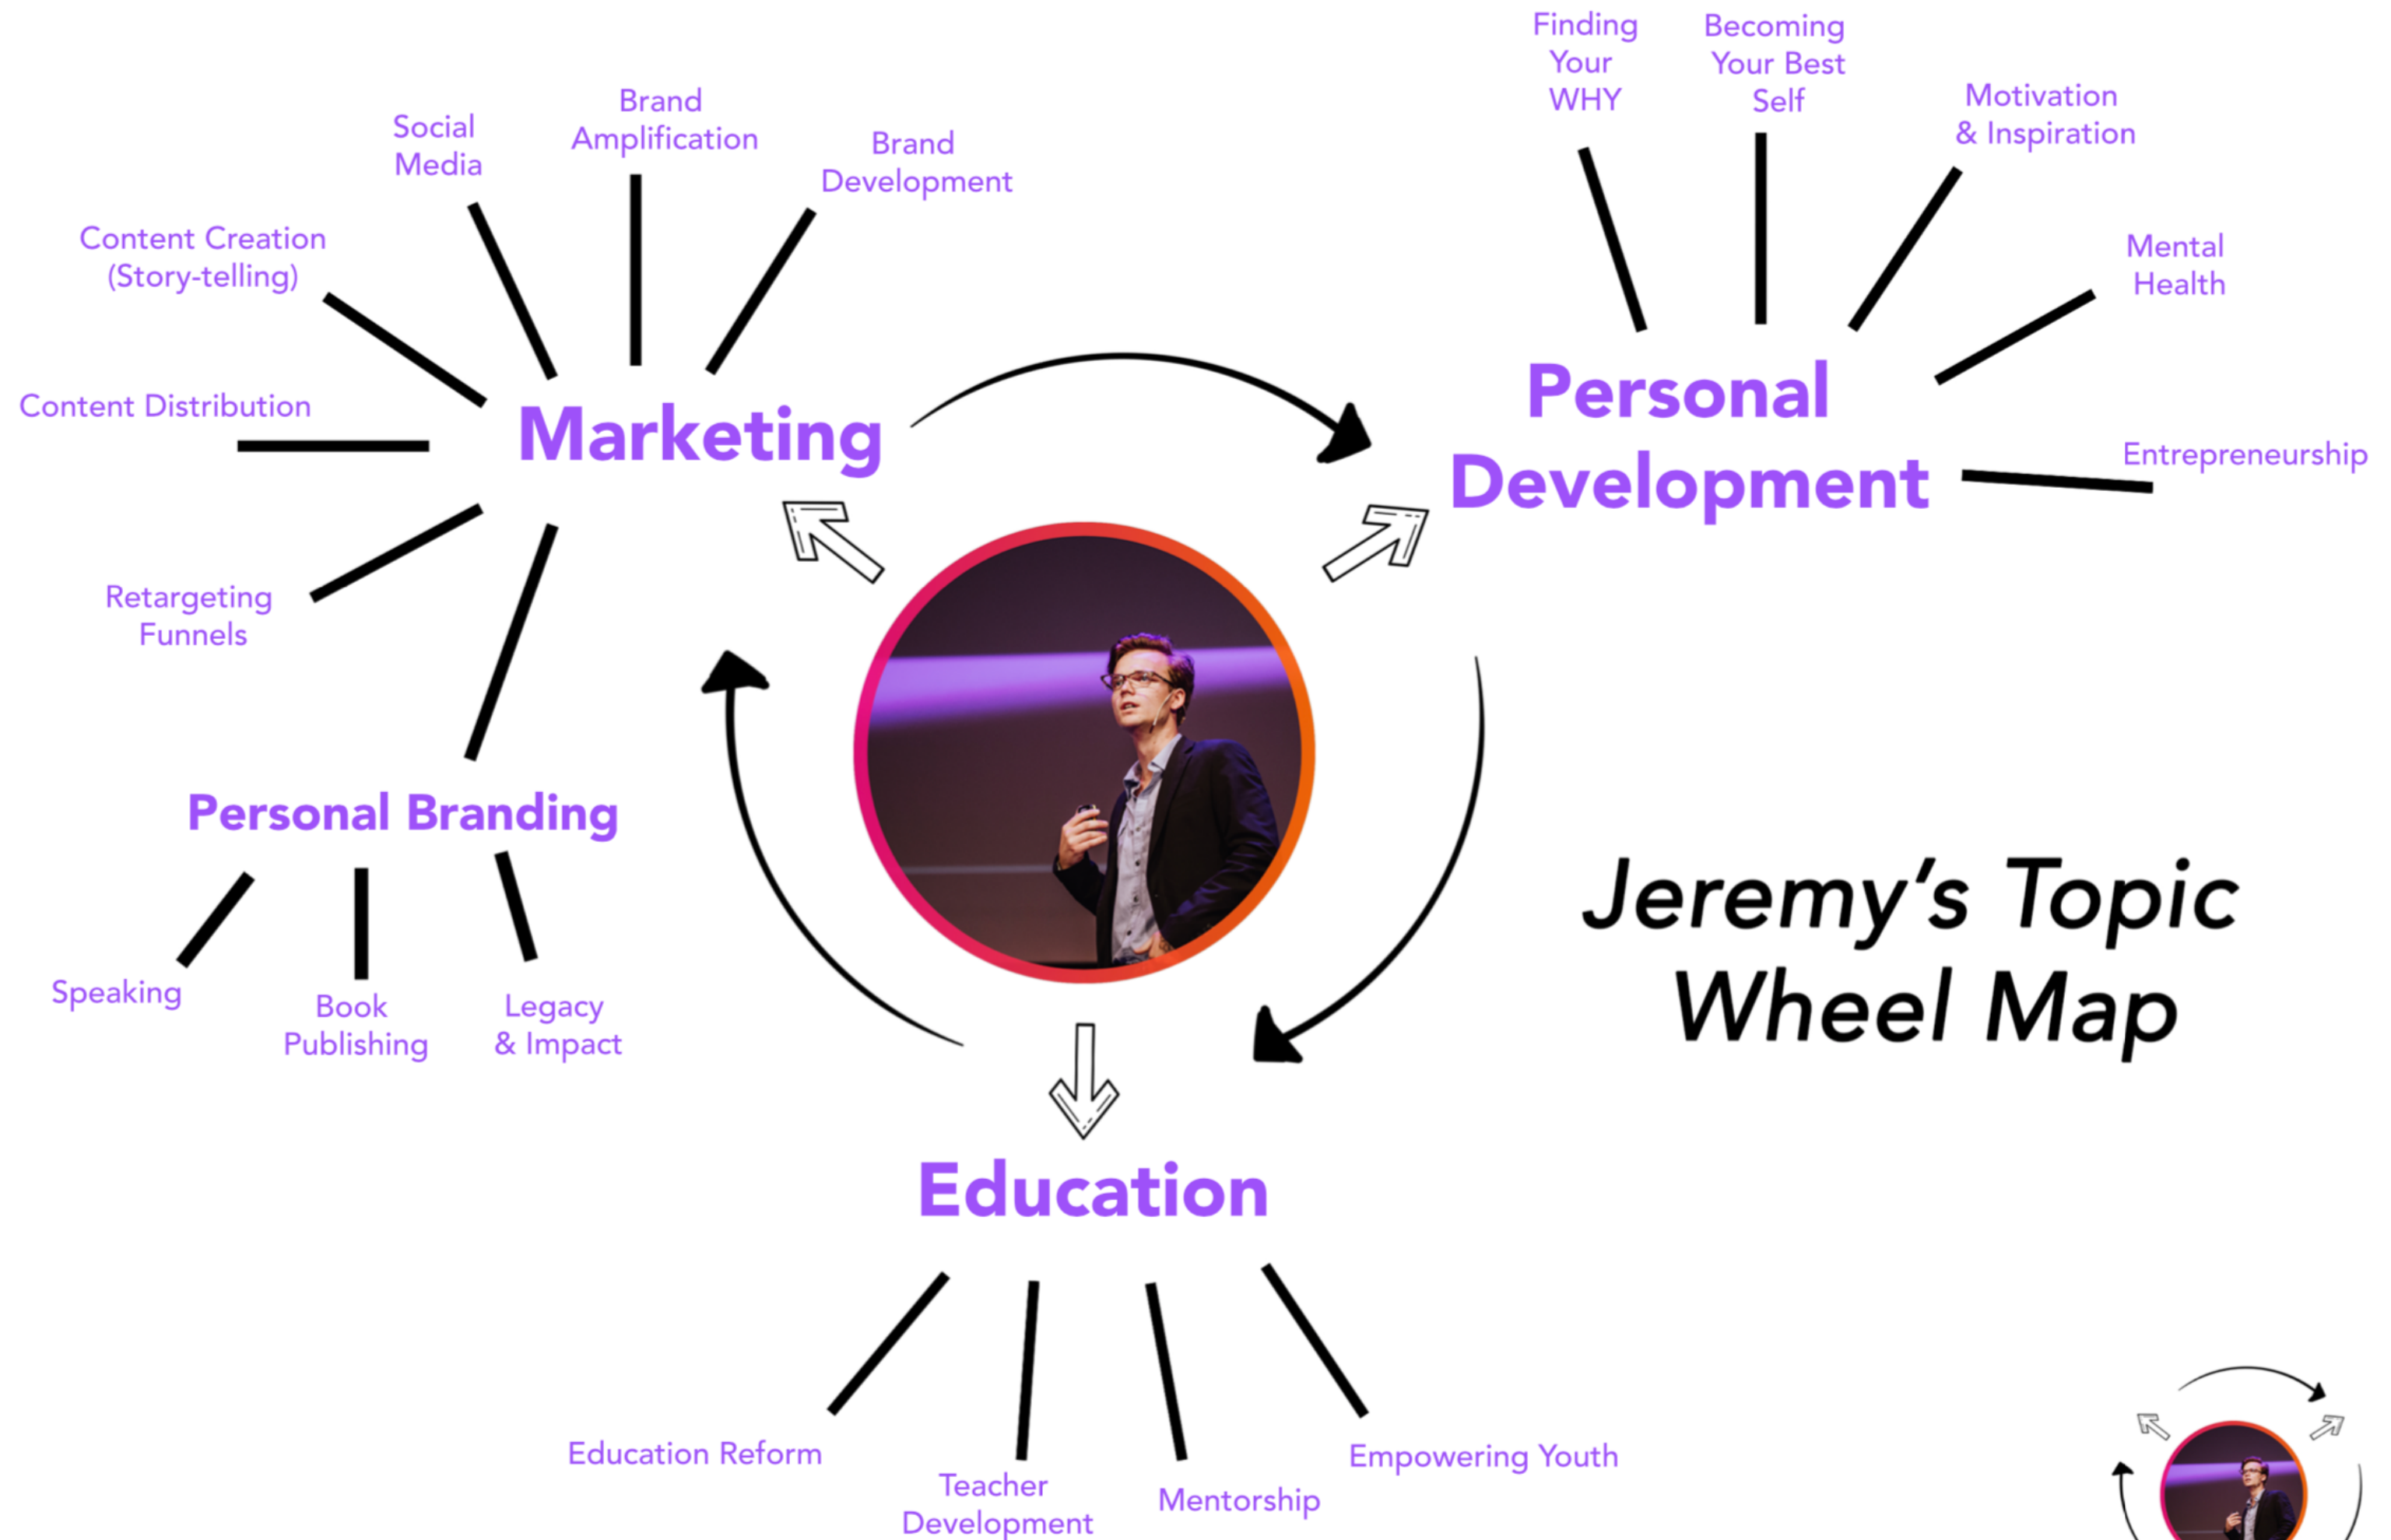 Finding
Your
WHY
Becoming
Your Best
Self
Motivation
& Inspiration
Mental
Health
Entrepreneurship
Personal
Development
Brand
Amplification
Brand
Development
Social
Media
Content Creation
(Story-telling)
Content Distribution
Marketing
Retargeting
Funnels
Personal Branding
Speaking
Book
Publishing
Legacy
& Impact
Jeremy’s Topic
Wheel Map
Education
Education Reform
Teacher
Development
Mentorship
Empowering Youth